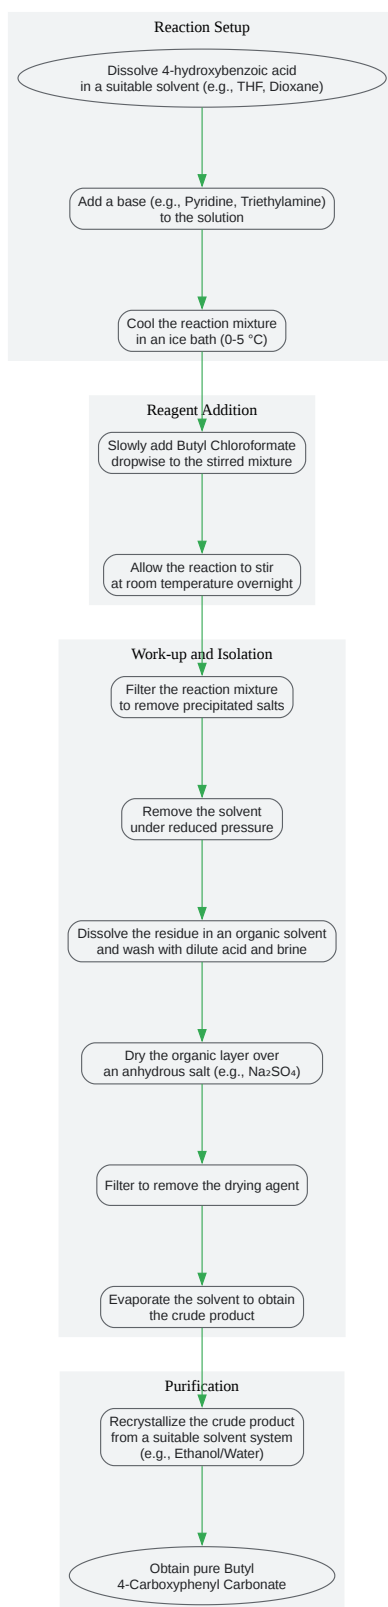 Reaction Setup
Dissolve 4-hydroxybenzoic acid
in a suitable solvent (e.g., THF, Dioxane)
Add a base (e.g., Pyridine, Triethylamine)
to the solution
Cool the reaction mixture
in an ice bath (0-5 °C)
Reagent Addition
Slowly add Butyl Chloroformate
dropwise to the stirred mixture
Allow the reaction to stir
at room temperature overnight
Work-up and Isolation
Filter the reaction mixture
to remove precipitated salts
Remove the solvent
under reduced pressure
Dissolve the residue in an organic solvent
and wash with dilute acid and brine
Dry the organic layer over
an anhydrous salt (e.g., Na₂SO₄)
Filter to remove the drying agent
Evaporate the solvent to obtain
the crude product
Purification
Recrystallize the crude product
from a suitable solvent system
(e.g., Ethanol/Water)
Obtain pure Butyl
4-Carboxyphenyl Carbonate